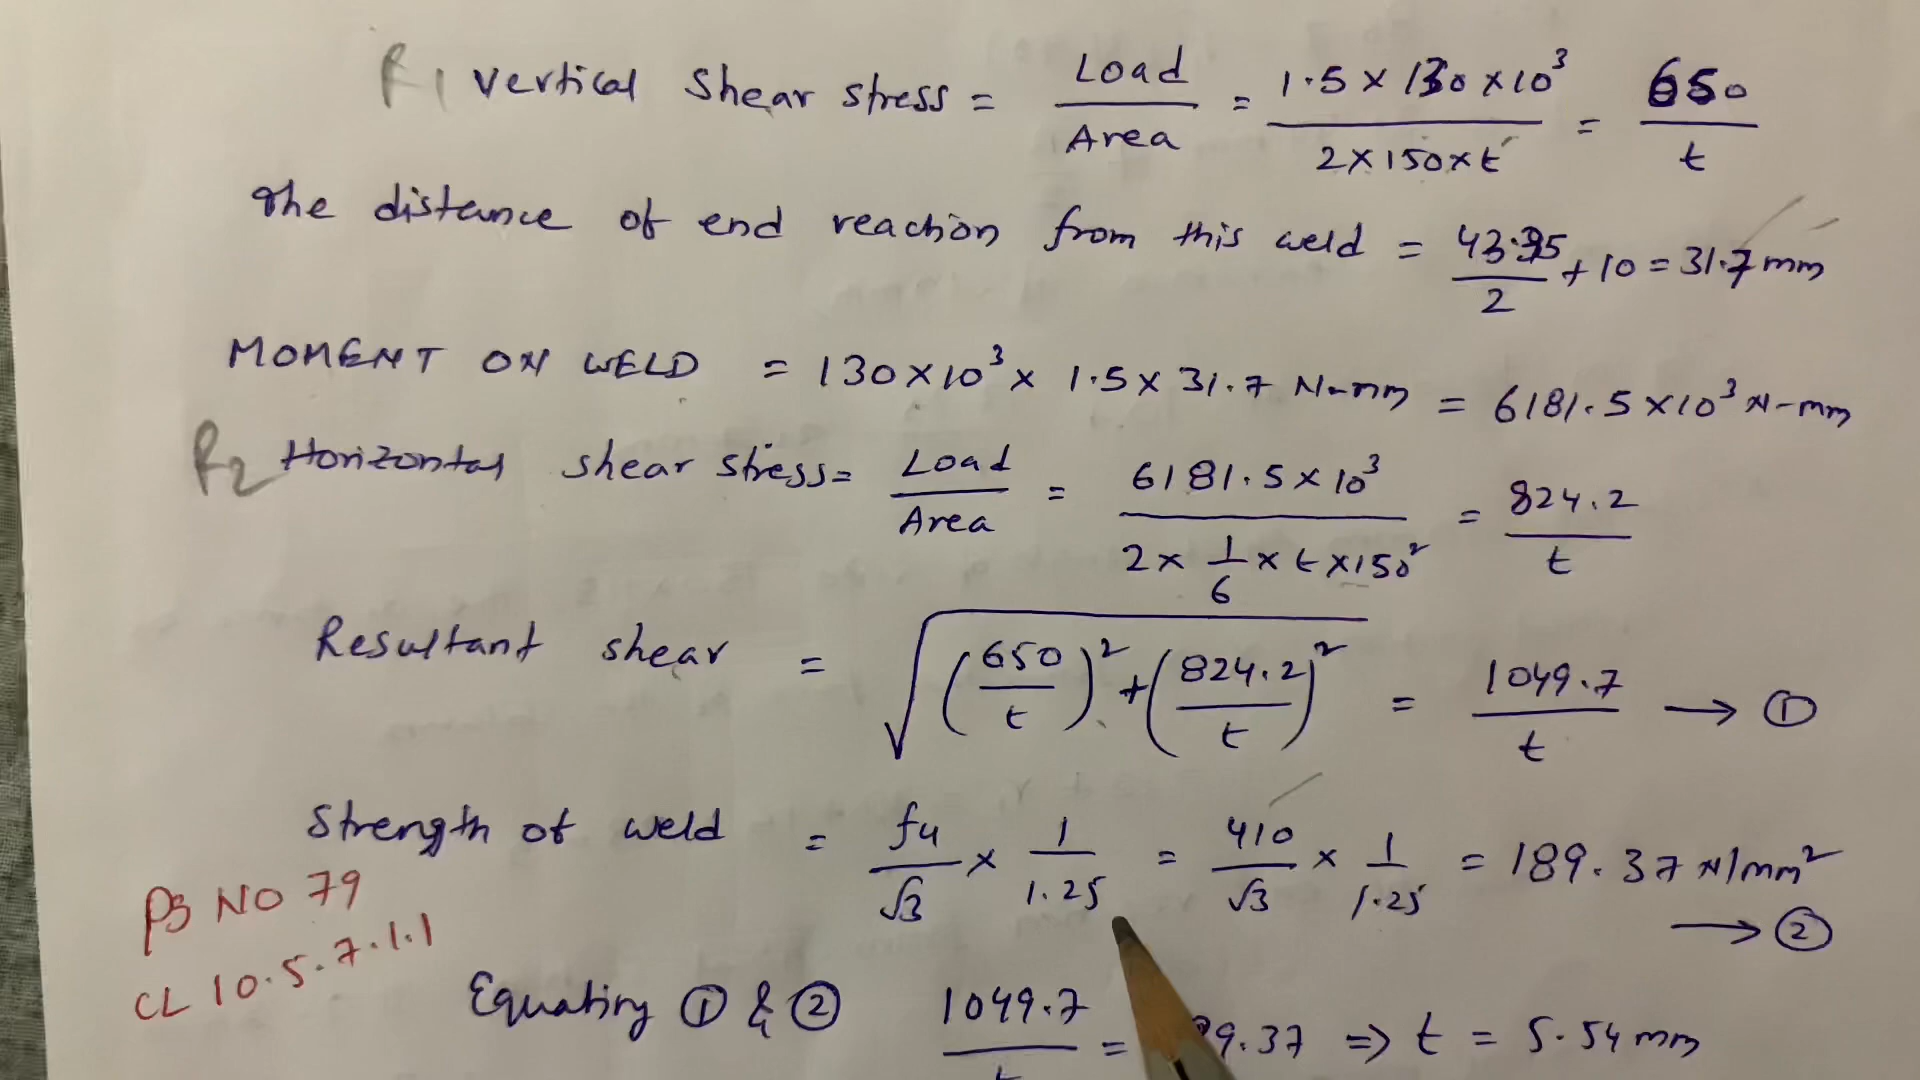 R1 vertical shear stress = Load / Area = 1.5 × 130 × 10³ / 2 × 150 × t = 650 / t
The distance of end reaction from this weld = 43.35 / 2 + 10 = 31.7 mm
MOMENT ON WELD = 130 × 10³ × 1.5 × 31.7 N-mm = 6181.5 × 10³ N-mm
R2 Horizontal shear stress = Load / Area = 6181.5 × 10³ / 2 × 1/6 × t × 150² = 824.2 / t
Resultant shear = √((650/t)² + (824.2/t)²) = 1049.7 / t → ①
Strength of weld = fu/√3 × 1/1.25 = 410/√3 × 1/1.25 = 189.37 N/mm²
→ ②
PG NO 79
CL 10.5.7.1.1
Equating ① & ② 1049.7 / t = 9.37 ⇒ t = 5.54 mm